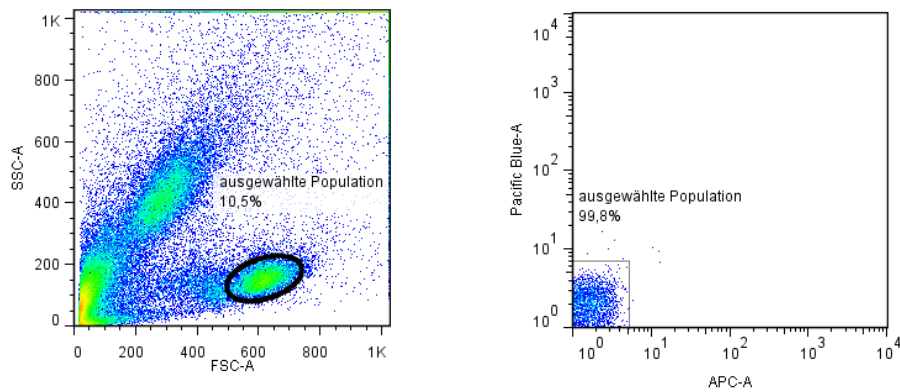 1K
800
600
400
200
0
SSC-A
ausgewählte Population
10,5%
0 200 400 600 800 1K
FSC-A
10^4
10^3
10^2
10^1
10^0
Pacific Blue-A
ausgewählte Population
99,8%
10^0 10^1 10^2 10^3 10^4
APC-A